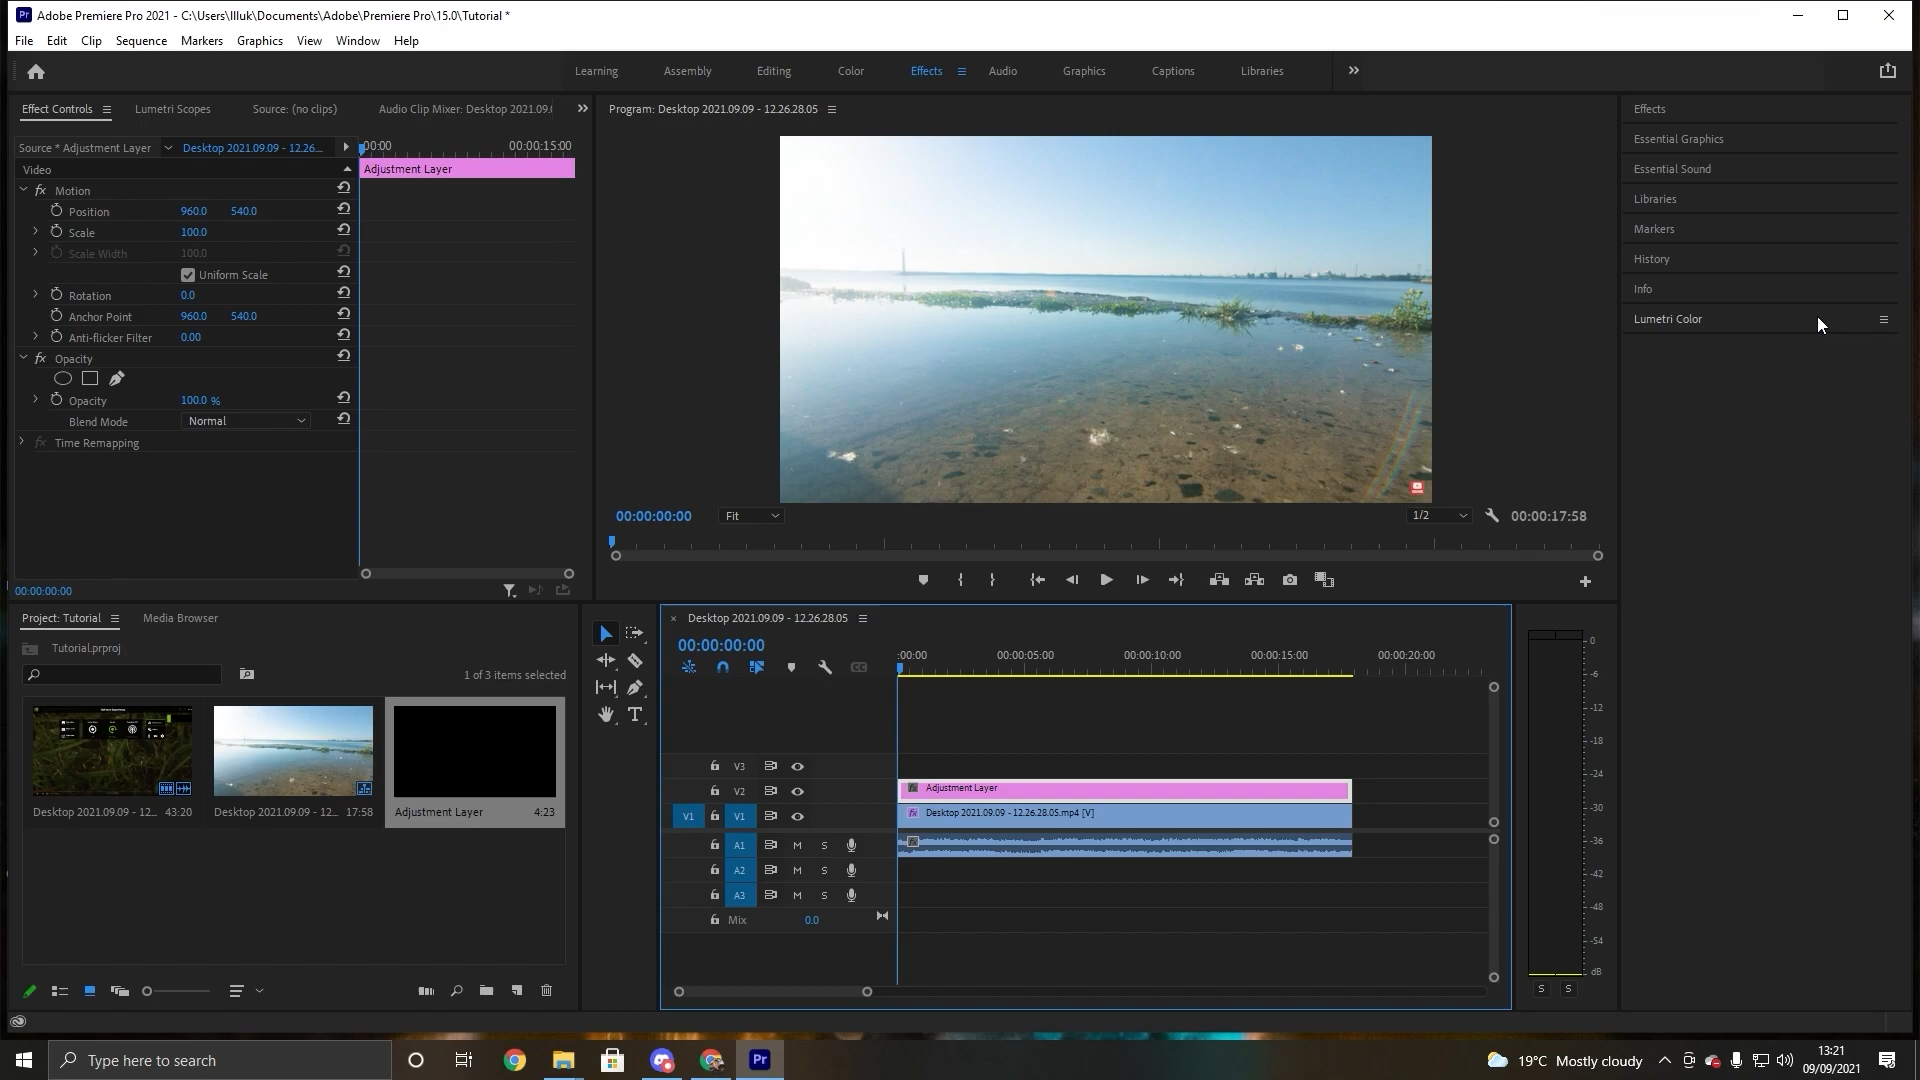 Adobe Premiere Pro 2021 - C:\Users\Illuk\Documents\Adobe\Premiere Pro\15.0\Tutorial *
File Edit Clip Sequence Markers Graphics View Window Help
Learning Assembly Editing Color Effects Audio Graphics Captions Libraries
Effect Controls Lumetri Scopes Source: (no clips) Audio Clip Mixer: Desktop 2021.09.0
Program: Desktop 2021.09.09 - 12.26.28.05
Source * Adjustment Layer Desktop 2021.09.09 - 12.26... :00:00 00:00:15:00
Video Adjustment Layer
fx Motion
Position 960.0 540.0
Scale 100.0
Scale Width 100.0
Uniform Scale
Rotation 0.0
Anchor Point 960.0 540.0
Anti-flicker Filter 0.00
fx Opacity
Opacity 100.0 %
Blend Mode Normal
fx Time Remapping
00:00:00:00
Effects
Essential Graphics
Essential Sound
Libraries
Markers
History
Info
Lumetri Color
00:00:00:00 Fit 1/2 00:00:17:58
Project: Tutorial Media Browser
Tutorial.prproj
1 of 3 items selected
Desktop 2021.09.09 - 12... 43:20 Desktop 2021.09.09 - 12... 17:58 Adjustment Layer 4:23
T
Desktop 2021.09.09 - 12.26.28.05
00:00:00:00
:00:00 00:00:05:00 00:00:10:00 00:00:15:00 00:00:20:00
CC
V3
V2 Adjustment Layer
V1 V1 fx Desktop 2021.09.09 - 12.26.28.05.mp4 [V]
A1 M S
A2 M S
A3 M S
Mix 0.0
0
-6
-12
-18
-24
-30
-36
-42
-48
-54
dB
S S
Type here to search
Pr
19°C Mostly cloudy
13:21
09/09/2021